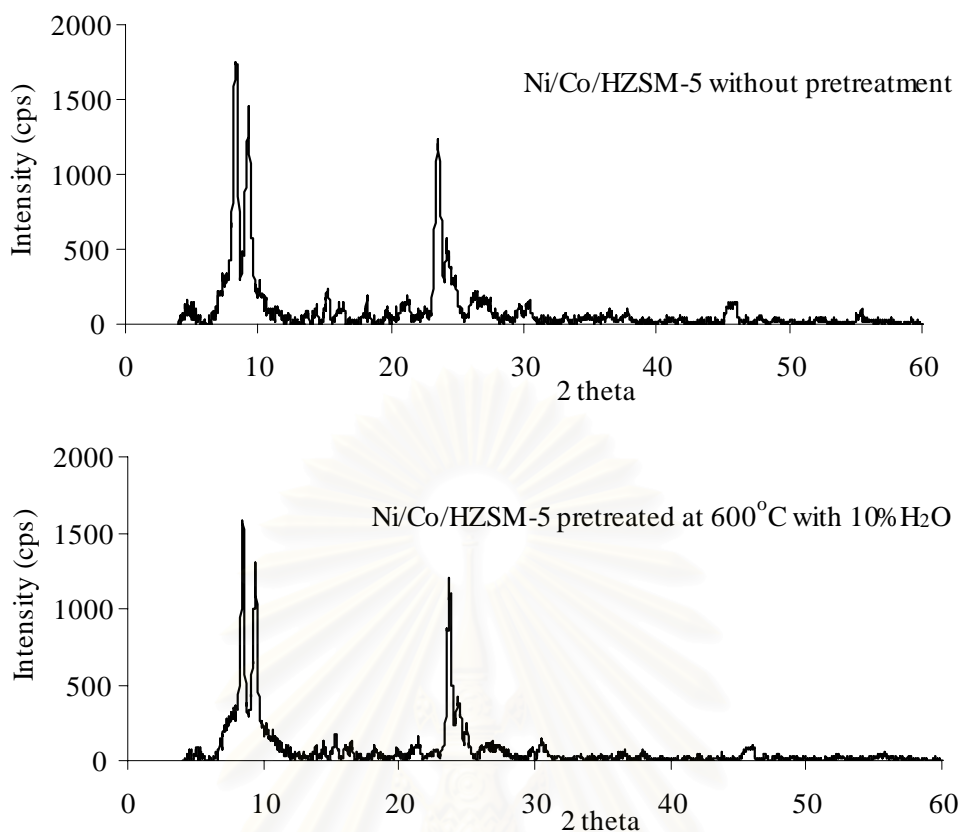 2000
Ni/Co/HZSM-5 without pretreatment
1500
1000
500
0
Intensity (cps)
0 10 20 30 40 50 60
2 theta
2000
Ni/Co/HZSM-5 pretreated at 600°C with 10% H2O
1500
1000
500
0
Intensity (cps)
0 10 20 30 40 50 60
2 theta